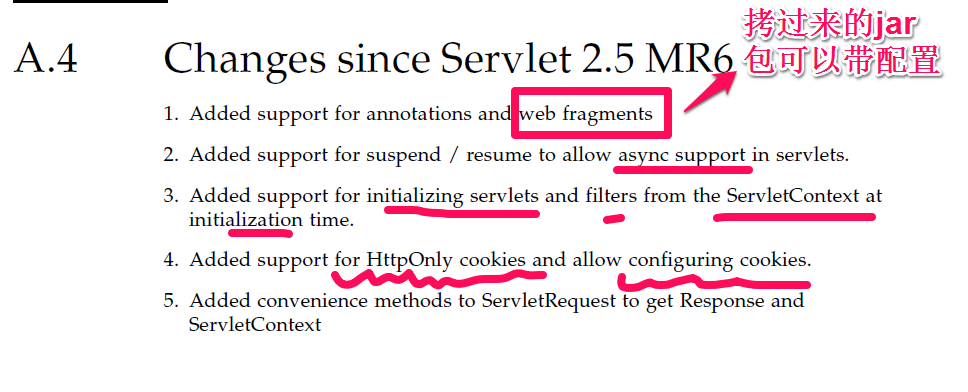 A.4 Changes since Servlet 2.5 MR6
拷过来的jar
包可以带配置
1. Added support for annotations and web fragments
2. Added support for suspend / resume to allow async support in servlets.
3. Added support for initializing servlets and filters from the ServletContext at
initialization time.
4. Added support for HttpOnly cookies and allow configuring cookies.
5. Added convenience methods to ServletRequest to get Response and
ServletContext